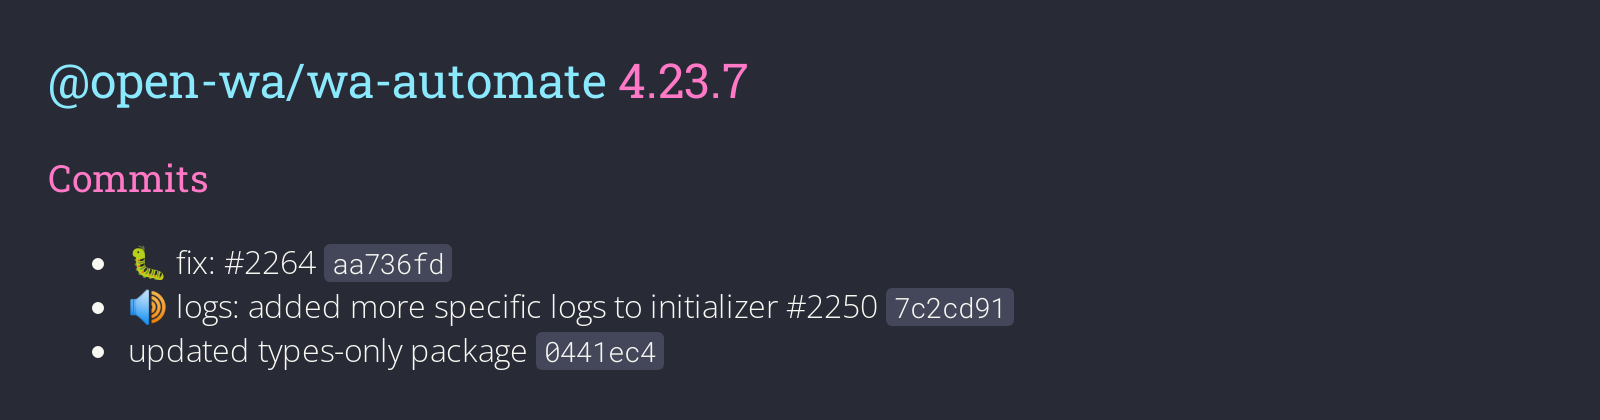 @open-wa/wa-automate 4.23.7
Commits
🐛 fix: #2264 aa736fd
🔊 logs: added more specific logs to initializer #2250 7c2cd91
updated types-only package 0441ec4